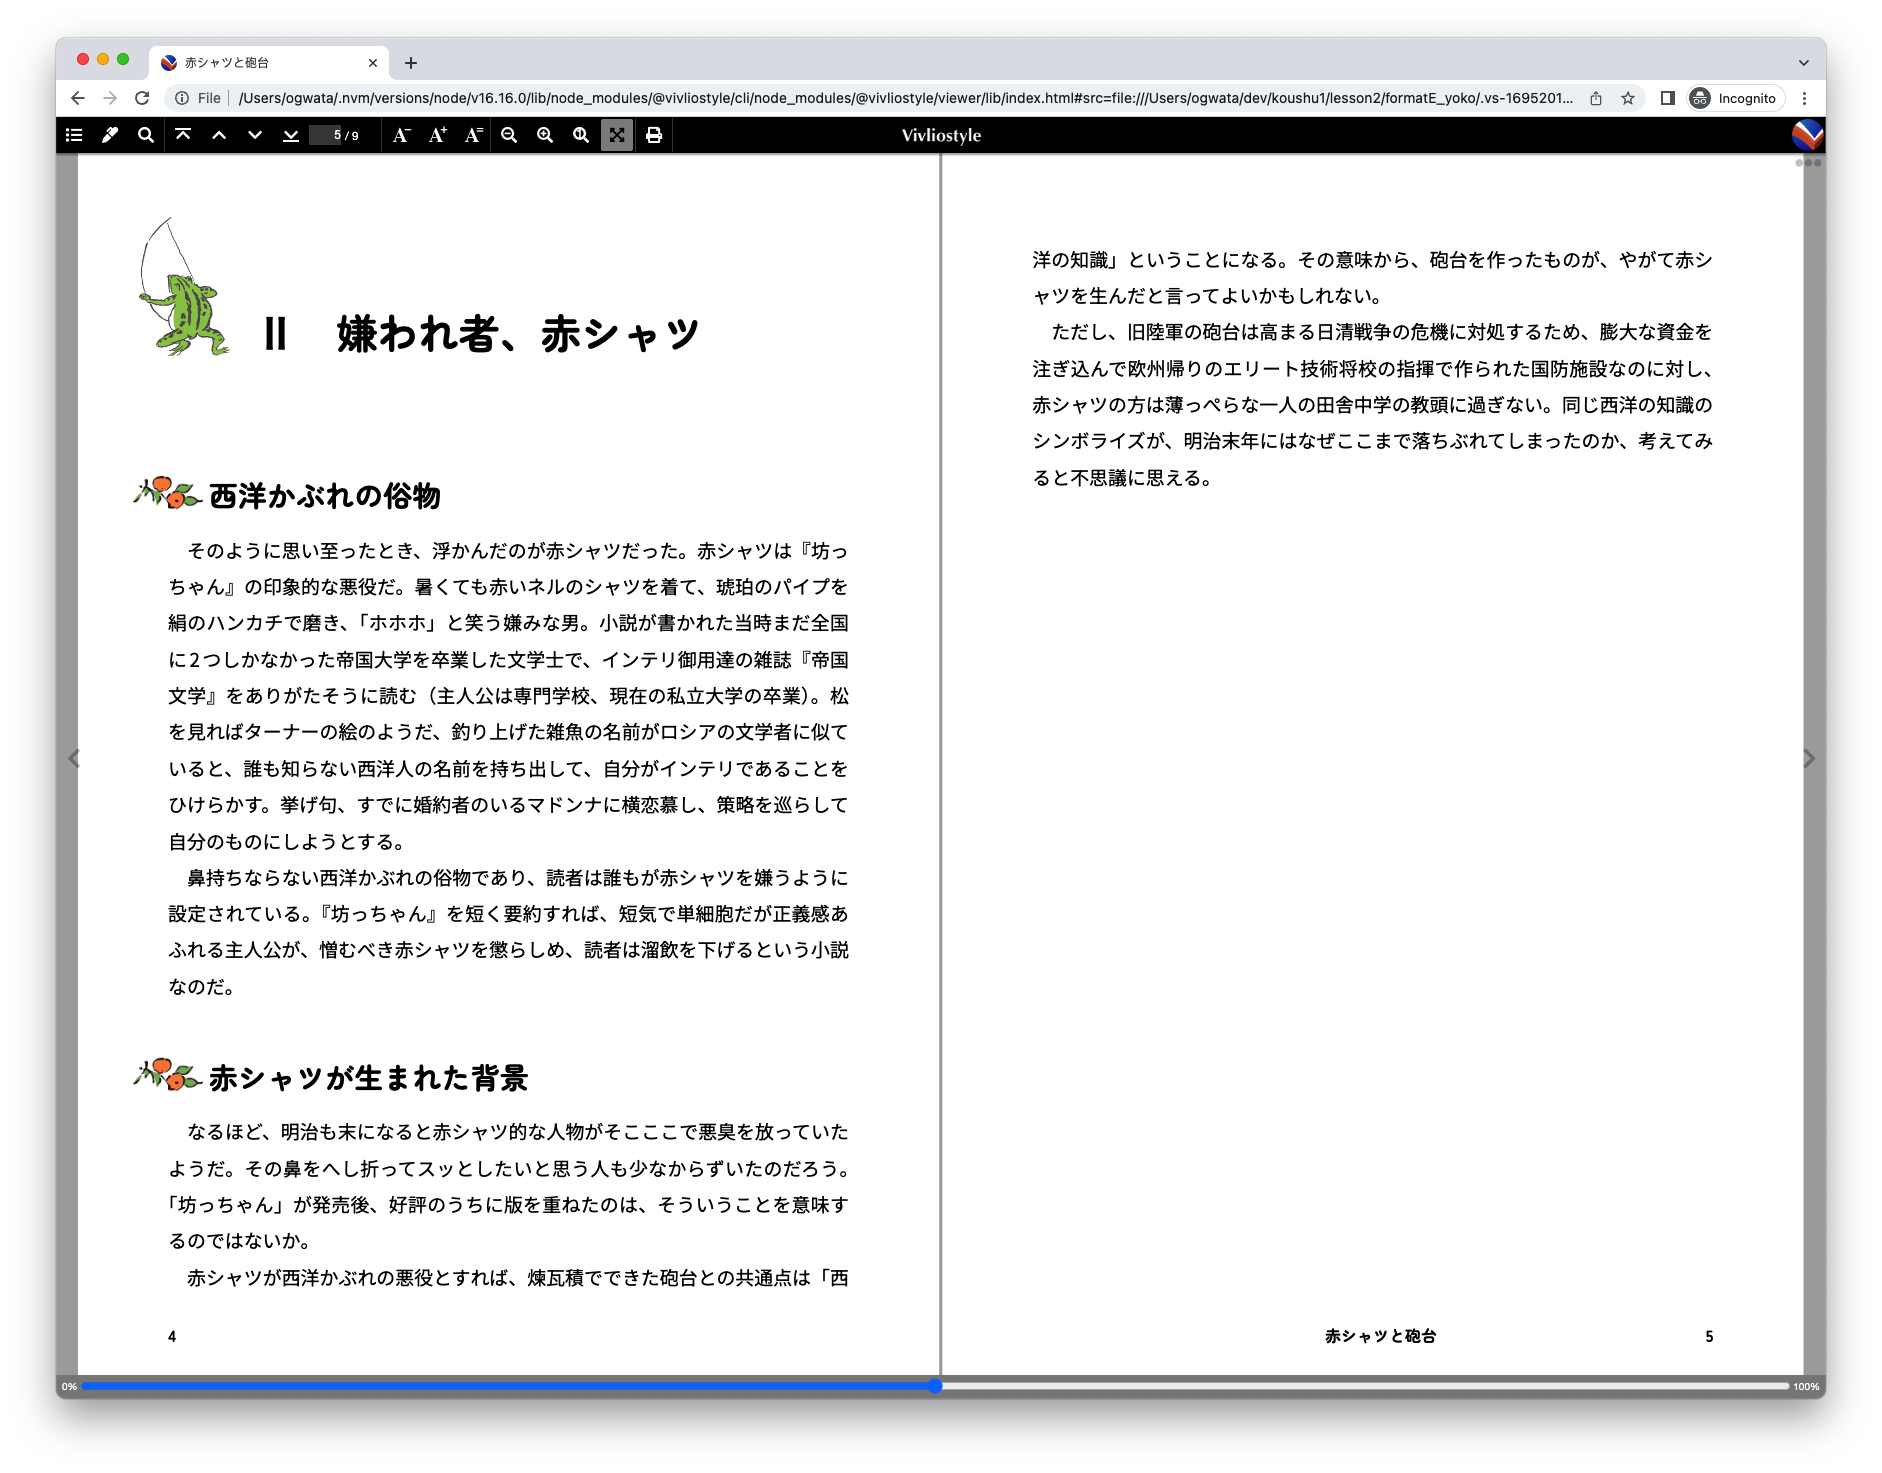 赤シャツと砲台
File
/Users/ogwata/.nvm/versions/node/v16.16.0/lib/node_modules/@vivliostyle/cli/node_modules/@vivliostyle/viewer/lib/index.html#src=file:///Users/ogwata/dev/koushu1/lesson2/formatE_yoko/.vs-1695201...
Incognito
5 / 9
A- A+ A=
Vivliostyle
II　嫌われ者、赤シャツ
西洋かぶれの俗物
　そのように思い至ったとき、浮かんだのが赤シャツだった。赤シャツは『坊っ
ちゃん』の印象的な悪役だ。暑くても赤いネルのシャツを着て、琥珀のパイプを
絹のハンカチで磨き、「ホホホ」と笑う嫌みな男。小説が書かれた当時まだ全国
に2つしかなかった帝国大学を卒業した文学士で、インテリ御用達の雑誌『帝国
文学』をありがたそうに読む（主人公は専門学校、現在の私立大学の卒業）。松
を見ればターナーの絵のようだ、釣り上げた雑魚の名前がロシアの文学者に似て
いると、誰も知らない西洋人の名前を持ち出して、自分がインテリであることを
ひけらかす。挙げ句、すでに婚約者のいるマドンナに横恋慕し、策略を巡らして
自分のものにしようとする。
　鼻持ちならない西洋かぶれの俗物であり、読者は誰もが赤シャツを嫌うように
設定されている。『坊っちゃん』を短く要約すれば、短気で単細胞だが正義感あ
ふれる主人公が、憎むべき赤シャツを懲らしめ、読者は溜飲を下げるという小説
なのだ。
赤シャツが生まれた背景
　なるほど、明治も末になると赤シャツ的な人物がそこここで悪臭を放っていた
ようだ。その鼻をへし折ってスッとしたいと思う人も少なからずいたのだろう。
「坊っちゃん」が発売後、好評のうちに版を重ねたのは、そういうことを意味す
るのではないか。
　赤シャツが西洋かぶれの悪役とすれば、煉瓦積でできた砲台との共通点は「西
4
洋の知識」ということになる。その意味から、砲台を作ったものが、やがて赤シ
ャツを生んだと言ってよいかもしれない。
　ただし、旧陸軍の砲台は高まる日清戦争の危機に対処するため、膨大な資金を
注ぎ込んで欧州帰りのエリート技術将校の指揮で作られた国防施設なのに対し、
赤シャツの方は薄っぺらな一人の田舎中学の教頭に過ぎない。同じ西洋の知識の
シンボライズが、明治末年にはなぜここまで落ちぶれてしまったのか、考えてみ
ると不思議に思える。
赤シャツと砲台
5
0%
100%